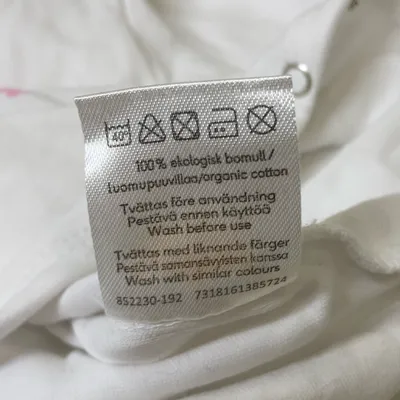 40°
100% ekologisk bomull/
luomupuuvillaa/organic cotton
Tvättas före användning
Pestävä ennen käyttöä
Wash before use
Tvättas med liknande färger
Pestävä samansävyisten kanssa
Wash with similar colours
852230-192 7318161385724